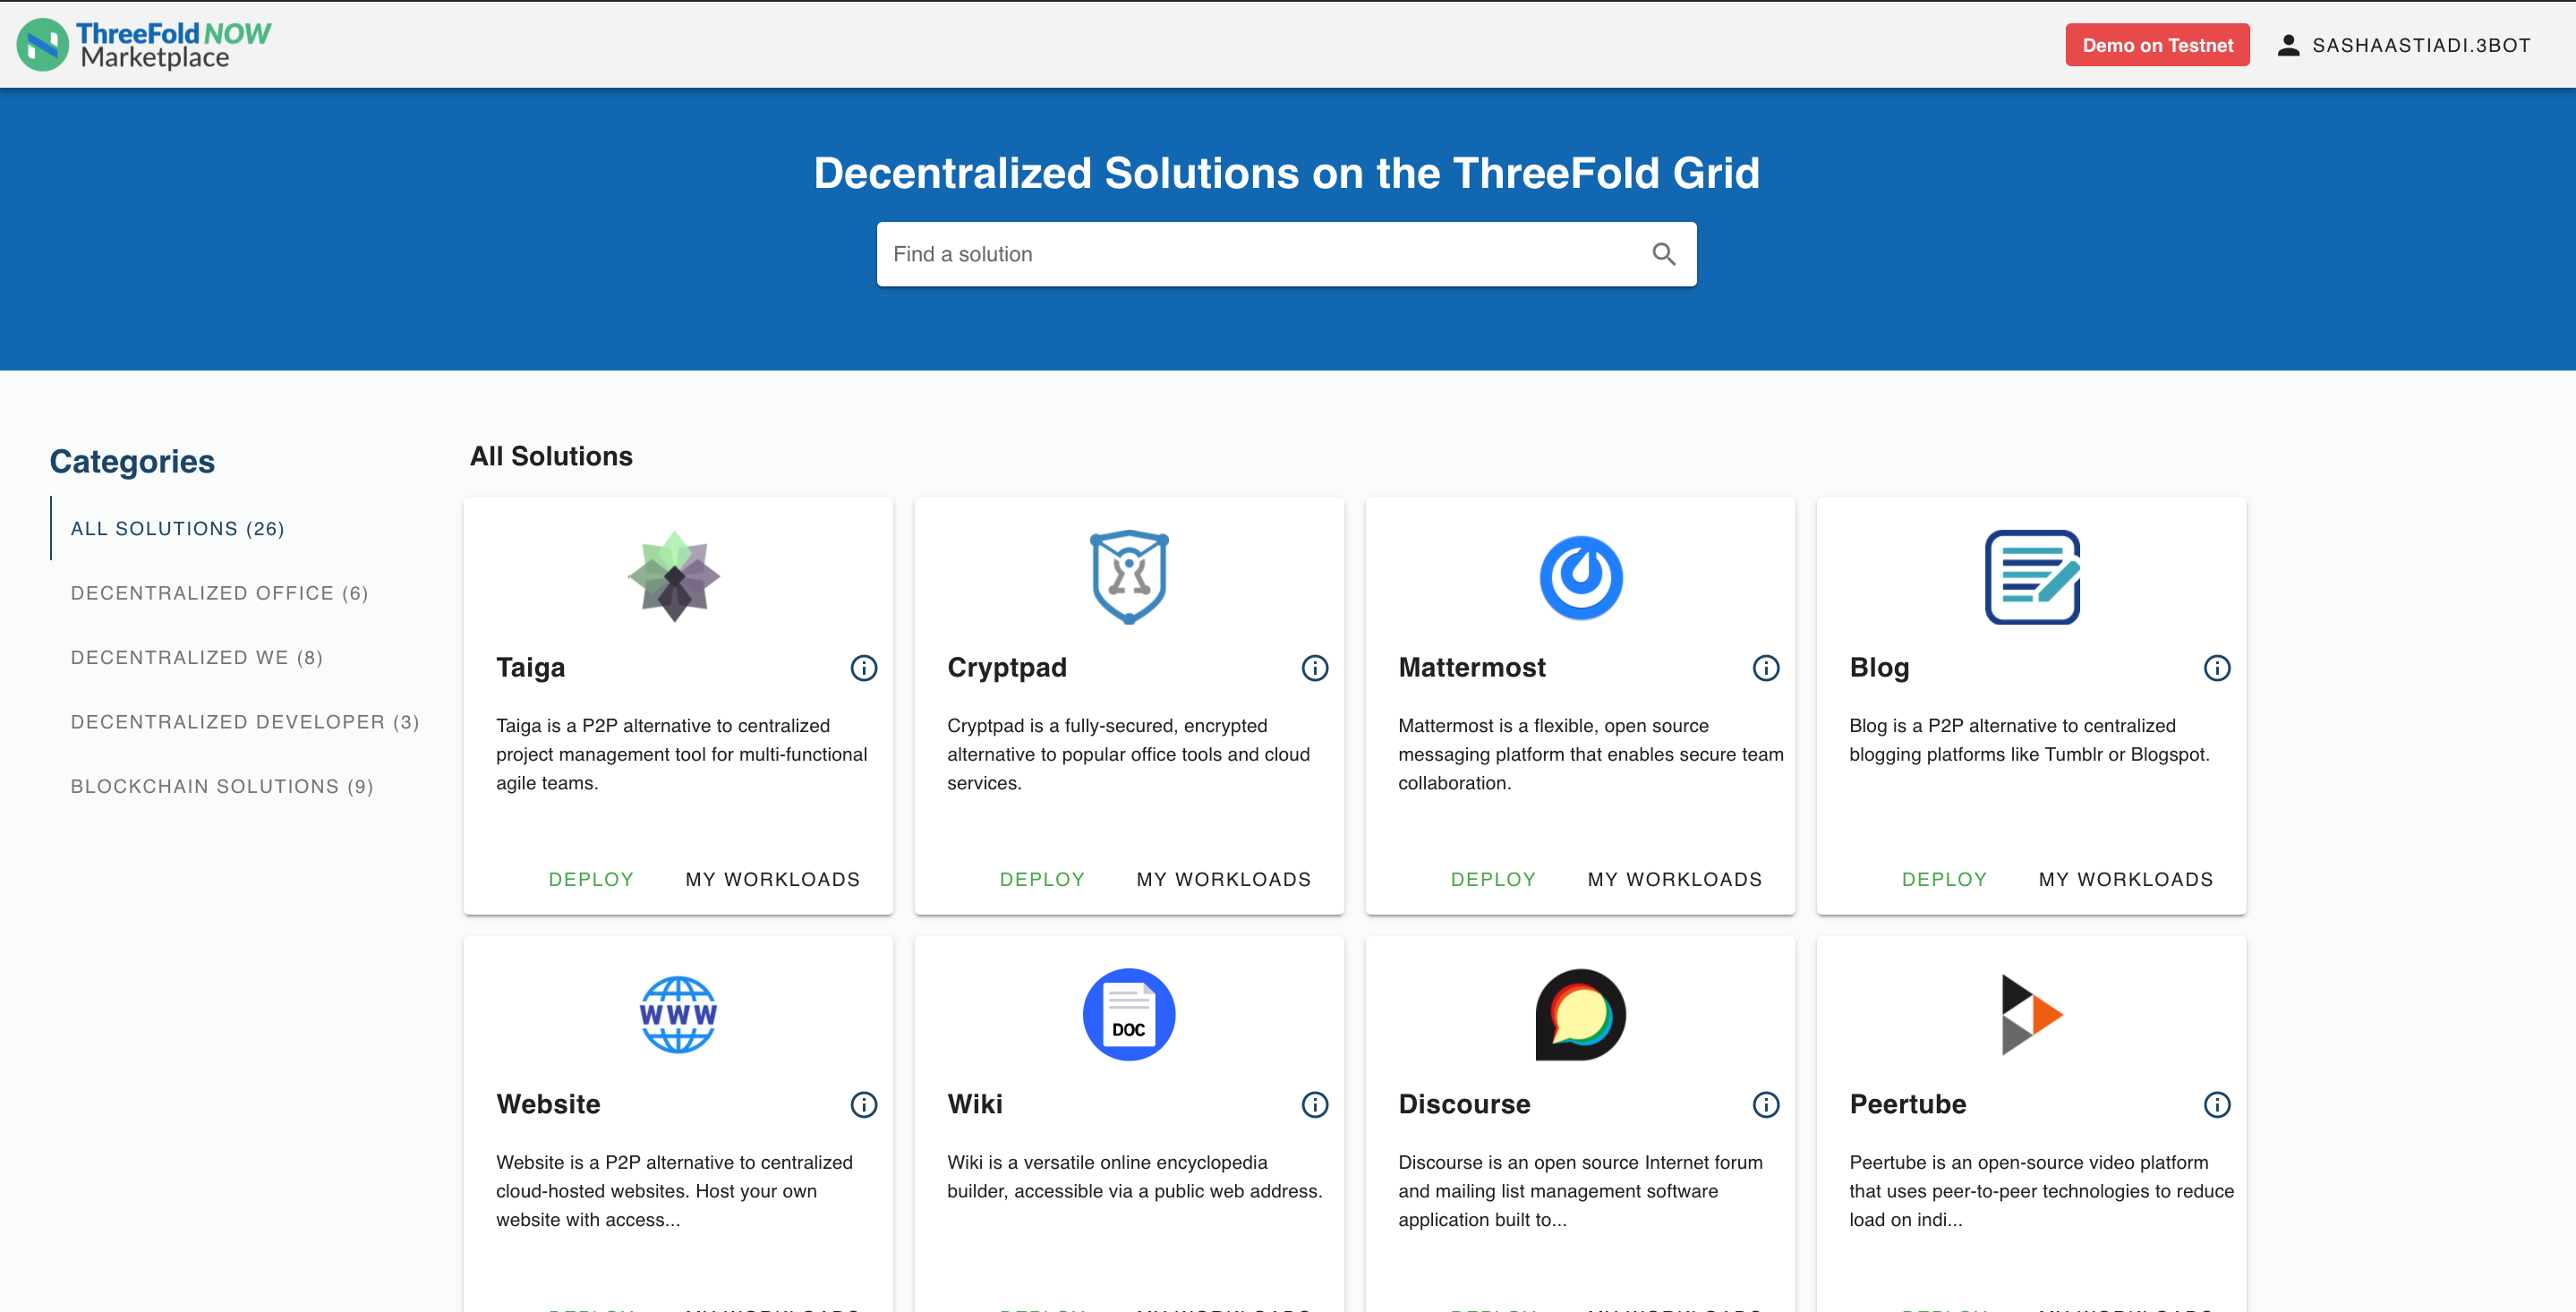 ThreeFold NOW
Marketplace
Demo on Testnet
SASHAASTIADI.3BOT
Decentralized Solutions on the ThreeFold Grid
Find a solution
Categories
ALL SOLUTIONS (26)
DECENTRALIZED OFFICE (6)
DECENTRALIZED WE (8)
DECENTRALIZED DEVELOPER (3)
BLOCKCHAIN SOLUTIONS (9)
All Solutions
Taiga
Taiga is a P2P alternative to centralized
project management tool for multi-functional
agile teams.
DEPLOY MY WORKLOADS
Cryptpad
Cryptpad is a fully-secured, encrypted
alternative to popular office tools and cloud
services.
DEPLOY MY WORKLOADS
Mattermost
Mattermost is a flexible, open source
messaging platform that enables secure team
collaboration.
DEPLOY MY WORKLOADS
Blog
Blog is a P2P alternative to centralized
blogging platforms like Tumblr or Blogspot.
DEPLOY MY WORKLOADS
WWW
Website
Website is a P2P alternative to centralized
cloud-hosted websites. Host your own
website with access...
DOC
Wiki
Wiki is a versatile online encyclopedia
builder, accessible via a public web address.
Discourse
Discourse is an open source Internet forum
and mailing list management software
application built to...
Peertube
Peertube is an open-source video platform
that uses peer-to-peer technologies to reduce
load on indi...